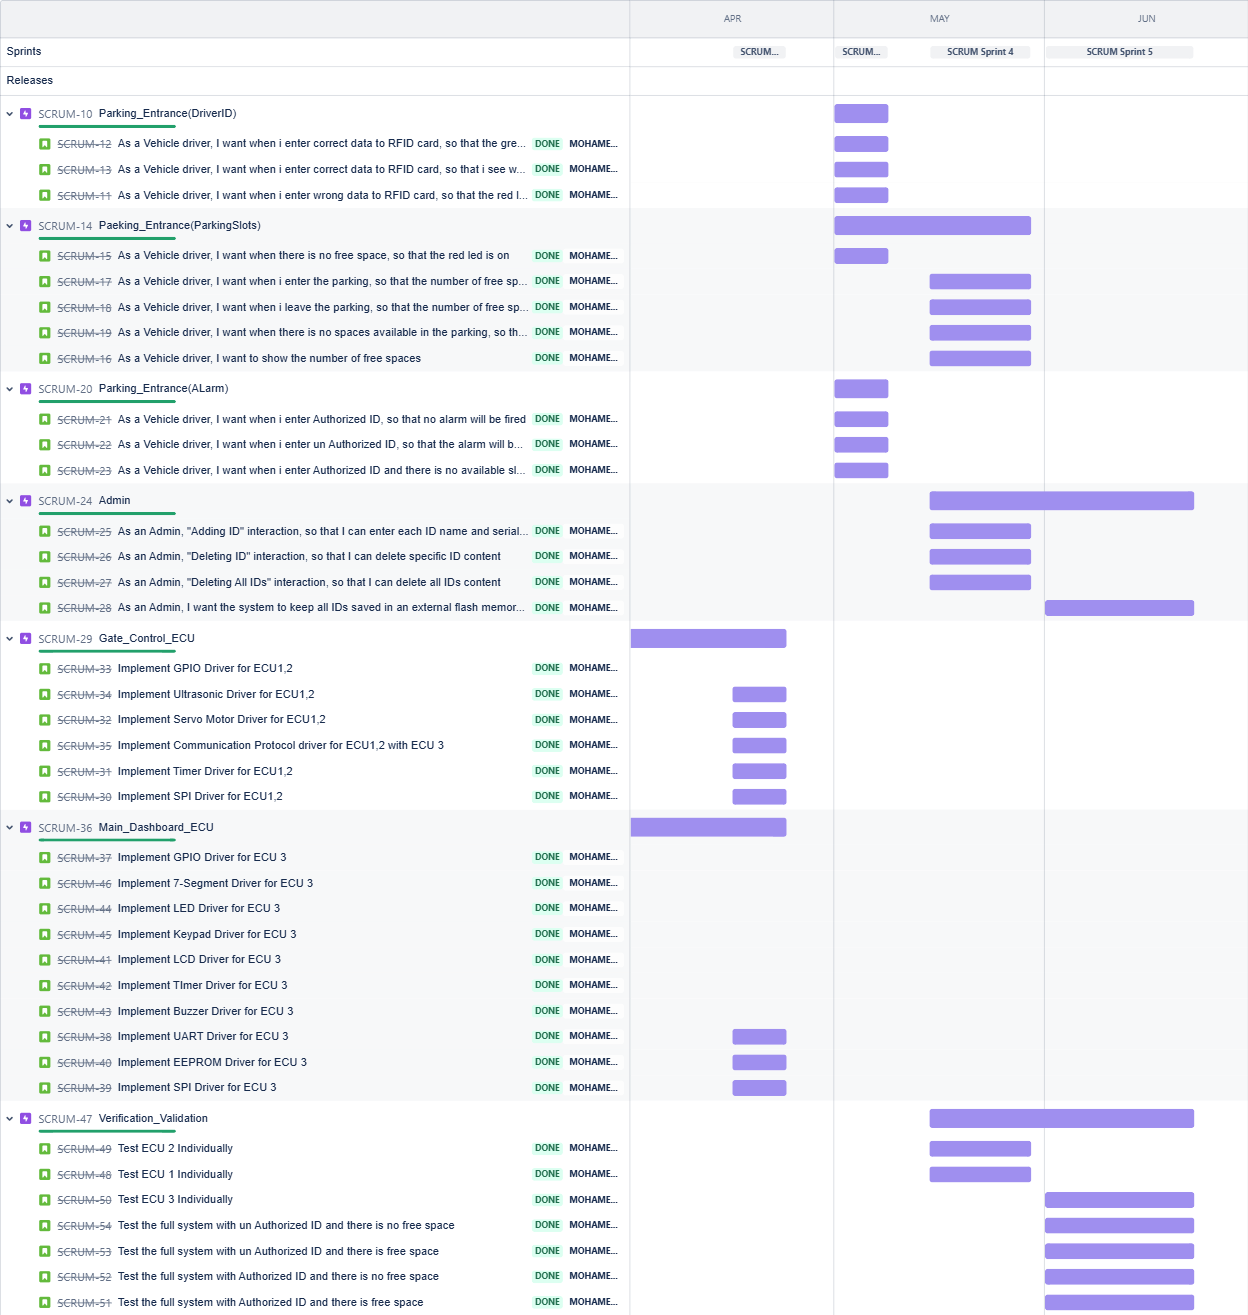 APR MAY JUN
Sprints SCRUM... SCRUM... SCRUM Sprint 4 SCRUM Sprint 5
Releases
SCRUM-10 Parking_Entrance(DriverID)
SCRUM-12 As a Vehicle driver, I want when i enter correct data to RFID card, so that the gre... DONE MOHAME...
SCRUM-13 As a Vehicle driver, I want when i enter correct data to RFID card, so that i see w... DONE MOHAME...
SCRUM-11 As a Vehicle driver, I want when i enter wrong data to RFID card, so that the red l... DONE MOHAME...
SCRUM-14 Paeking_Entrance(ParkingSlots)
SCRUM-15 As a Vehicle driver, I want when there is no free space, so that the red led is on DONE MOHAME...
SCRUM-17 As a Vehicle driver, I want when i enter the parking, so that the number of free sp... DONE MOHAME...
SCRUM-18 As a Vehicle driver, I want when i leave the parking, so that the number of free sp... DONE MOHAME...
SCRUM-19 As a Vehicle driver, I want when there is no spaces available in the parking, so th... DONE MOHAME...
SCRUM-16 As a Vehicle driver, I want to show the number of free spaces DONE MOHAME...
SCRUM-20 Parking_Entrance(ALarm)
SCRUM-21 As a Vehicle driver, I want when i enter Authorized ID, so that no alarm will be fired DONE MOHAME...
SCRUM-22 As a Vehicle driver, I want when i enter un Authorized ID, so that the alarm will b... DONE MOHAME...
SCRUM-23 As a Vehicle driver, I want when i enter Authorized ID and there is no available sl... DONE MOHAME...
SCRUM-24 Admin
SCRUM-25 As an Admin, "Adding ID" interaction, so that I can enter each ID name and serial... DONE MOHAME...
SCRUM-26 As an Admin, "Deleting ID" interaction, so that I can delete specific ID content DONE MOHAME...
SCRUM-27 As an Admin, "Deleting All IDs" interaction, so that I can delete all IDs content DONE MOHAME...
SCRUM-28 As an Admin, I want the system to keep all IDs saved in an external flash memor... DONE MOHAME...
SCRUM-29 Gate_Control_ECU
SCRUM-33 Implement GPIO Driver for ECU1,2 DONE MOHAME...
SCRUM-34 Implement Ultrasonic Driver for ECU1,2 DONE MOHAME...
SCRUM-32 Implement Servo Motor Driver for ECU1,2 DONE MOHAME...
SCRUM-35 Implement Communication Protocol driver for ECU1,2 with ECU 3 DONE MOHAME...
SCRUM-31 Implement Timer Driver for ECU1,2 DONE MOHAME...
SCRUM-30 Implement SPI Driver for ECU1,2 DONE MOHAME...
SCRUM-36 Main_Dashboard_ECU
SCRUM-37 Implement GPIO Driver for ECU 3 DONE MOHAME...
SCRUM-46 Implement 7-Segment Driver for ECU 3 DONE MOHAME...
SCRUM-44 Implement LED Driver for ECU 3 DONE MOHAME...
SCRUM-45 Implement Keypad Driver for ECU 3 DONE MOHAME...
SCRUM-41 Implement LCD Driver for ECU 3 DONE MOHAME...
SCRUM-42 Implement TImer Driver for ECU 3 DONE MOHAME...
SCRUM-43 Implement Buzzer Driver for ECU 3 DONE MOHAME...
SCRUM-38 Implement UART Driver for ECU 3 DONE MOHAME...
SCRUM-40 Implement EEPROM Driver for ECU 3 DONE MOHAME...
SCRUM-39 Implement SPI Driver for ECU 3 DONE MOHAME...
SCRUM-47 Verification_Validation
SCRUM-49 Test ECU 2 Individually DONE MOHAME...
SCRUM-48 Test ECU 1 Individually DONE MOHAME...
SCRUM-50 Test ECU 3 Individually DONE MOHAME...
SCRUM-54 Test the full system with un Authorized ID and there is no free space DONE MOHAME...
SCRUM-53 Test the full system with un Authorized ID and there is free space DONE MOHAME...
SCRUM-52 Test the full system with Authorized ID and there is no free space DONE MOHAME...
SCRUM-51 Test the full system with Authorized ID and there is free space DONE MOHAME...